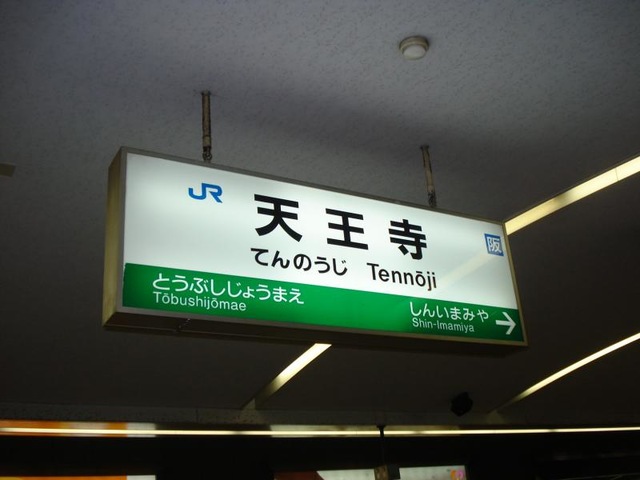 JR 天王寺 阪
てんのうじ Tennōji
とうぶしじょうまえ しんいまみや →
Tōbushijōmae Shin-Imamiya